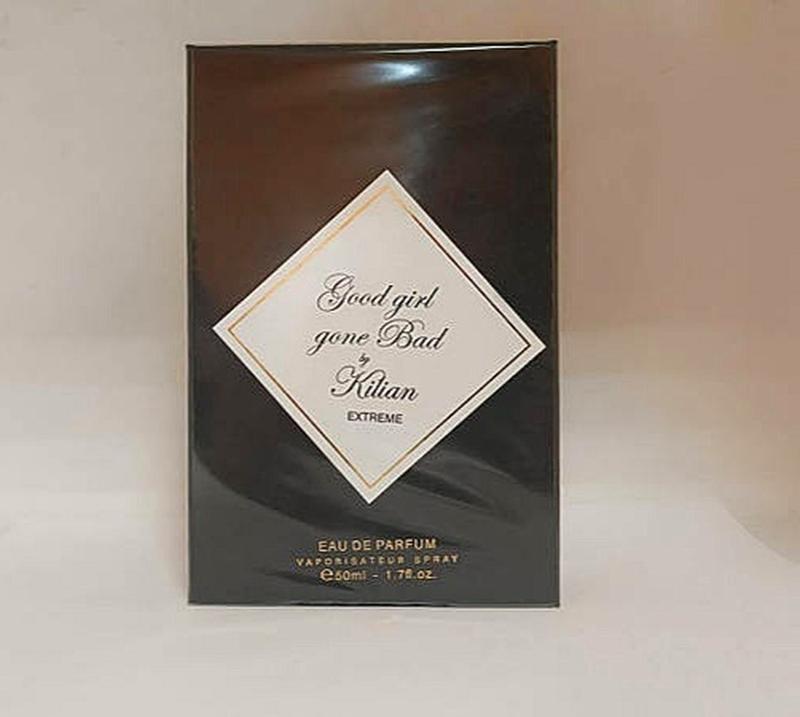 Good girl
gone Bad
by
Kilian
EXTREME
EAU DE PARFUM
VAPORISATEUR SPRAY
℮50ml - 1.7fl.oz.